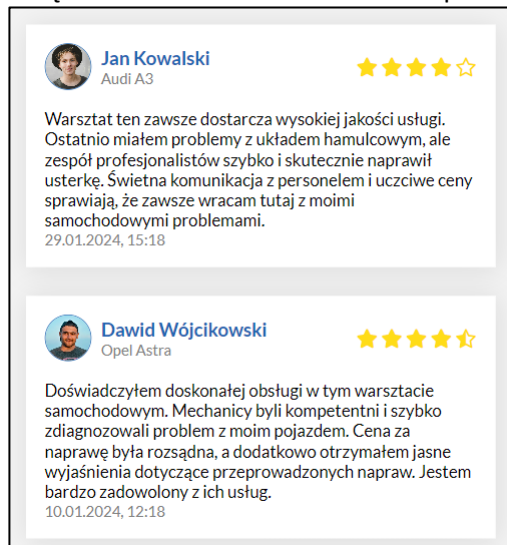 Jan Kowalski
Audi A3
Warsztat ten zawsze dostarcza wysokiej jakości usługi.
Ostatnio miałem problemy z układem hamulcowym, ale
zespół profesjonalistów szybko i skutecznie naprawił
usterkę. Świetna komunikacja z personelem i uczciwe ceny
sprawiają, że zawsze wracam tutaj z moimi
samochodowymi problemami.
29.01.2024, 15:18
Dawid Wójcikowski
Opel Astra
Doświadczyłem doskonałej obsługi w tym warsztacie
samochodowym. Mechanicy byli kompetentni i szybko
zdiagnozowali problem z moim pojazdem. Cena za
naprawę była rozsądna, a dodatkowo otrzymałem jasne
wyjaśnienia dotyczące przeprowadzonych napraw. Jestem
bardzo zadowolony z ich usług.
10.01.2024, 12:18